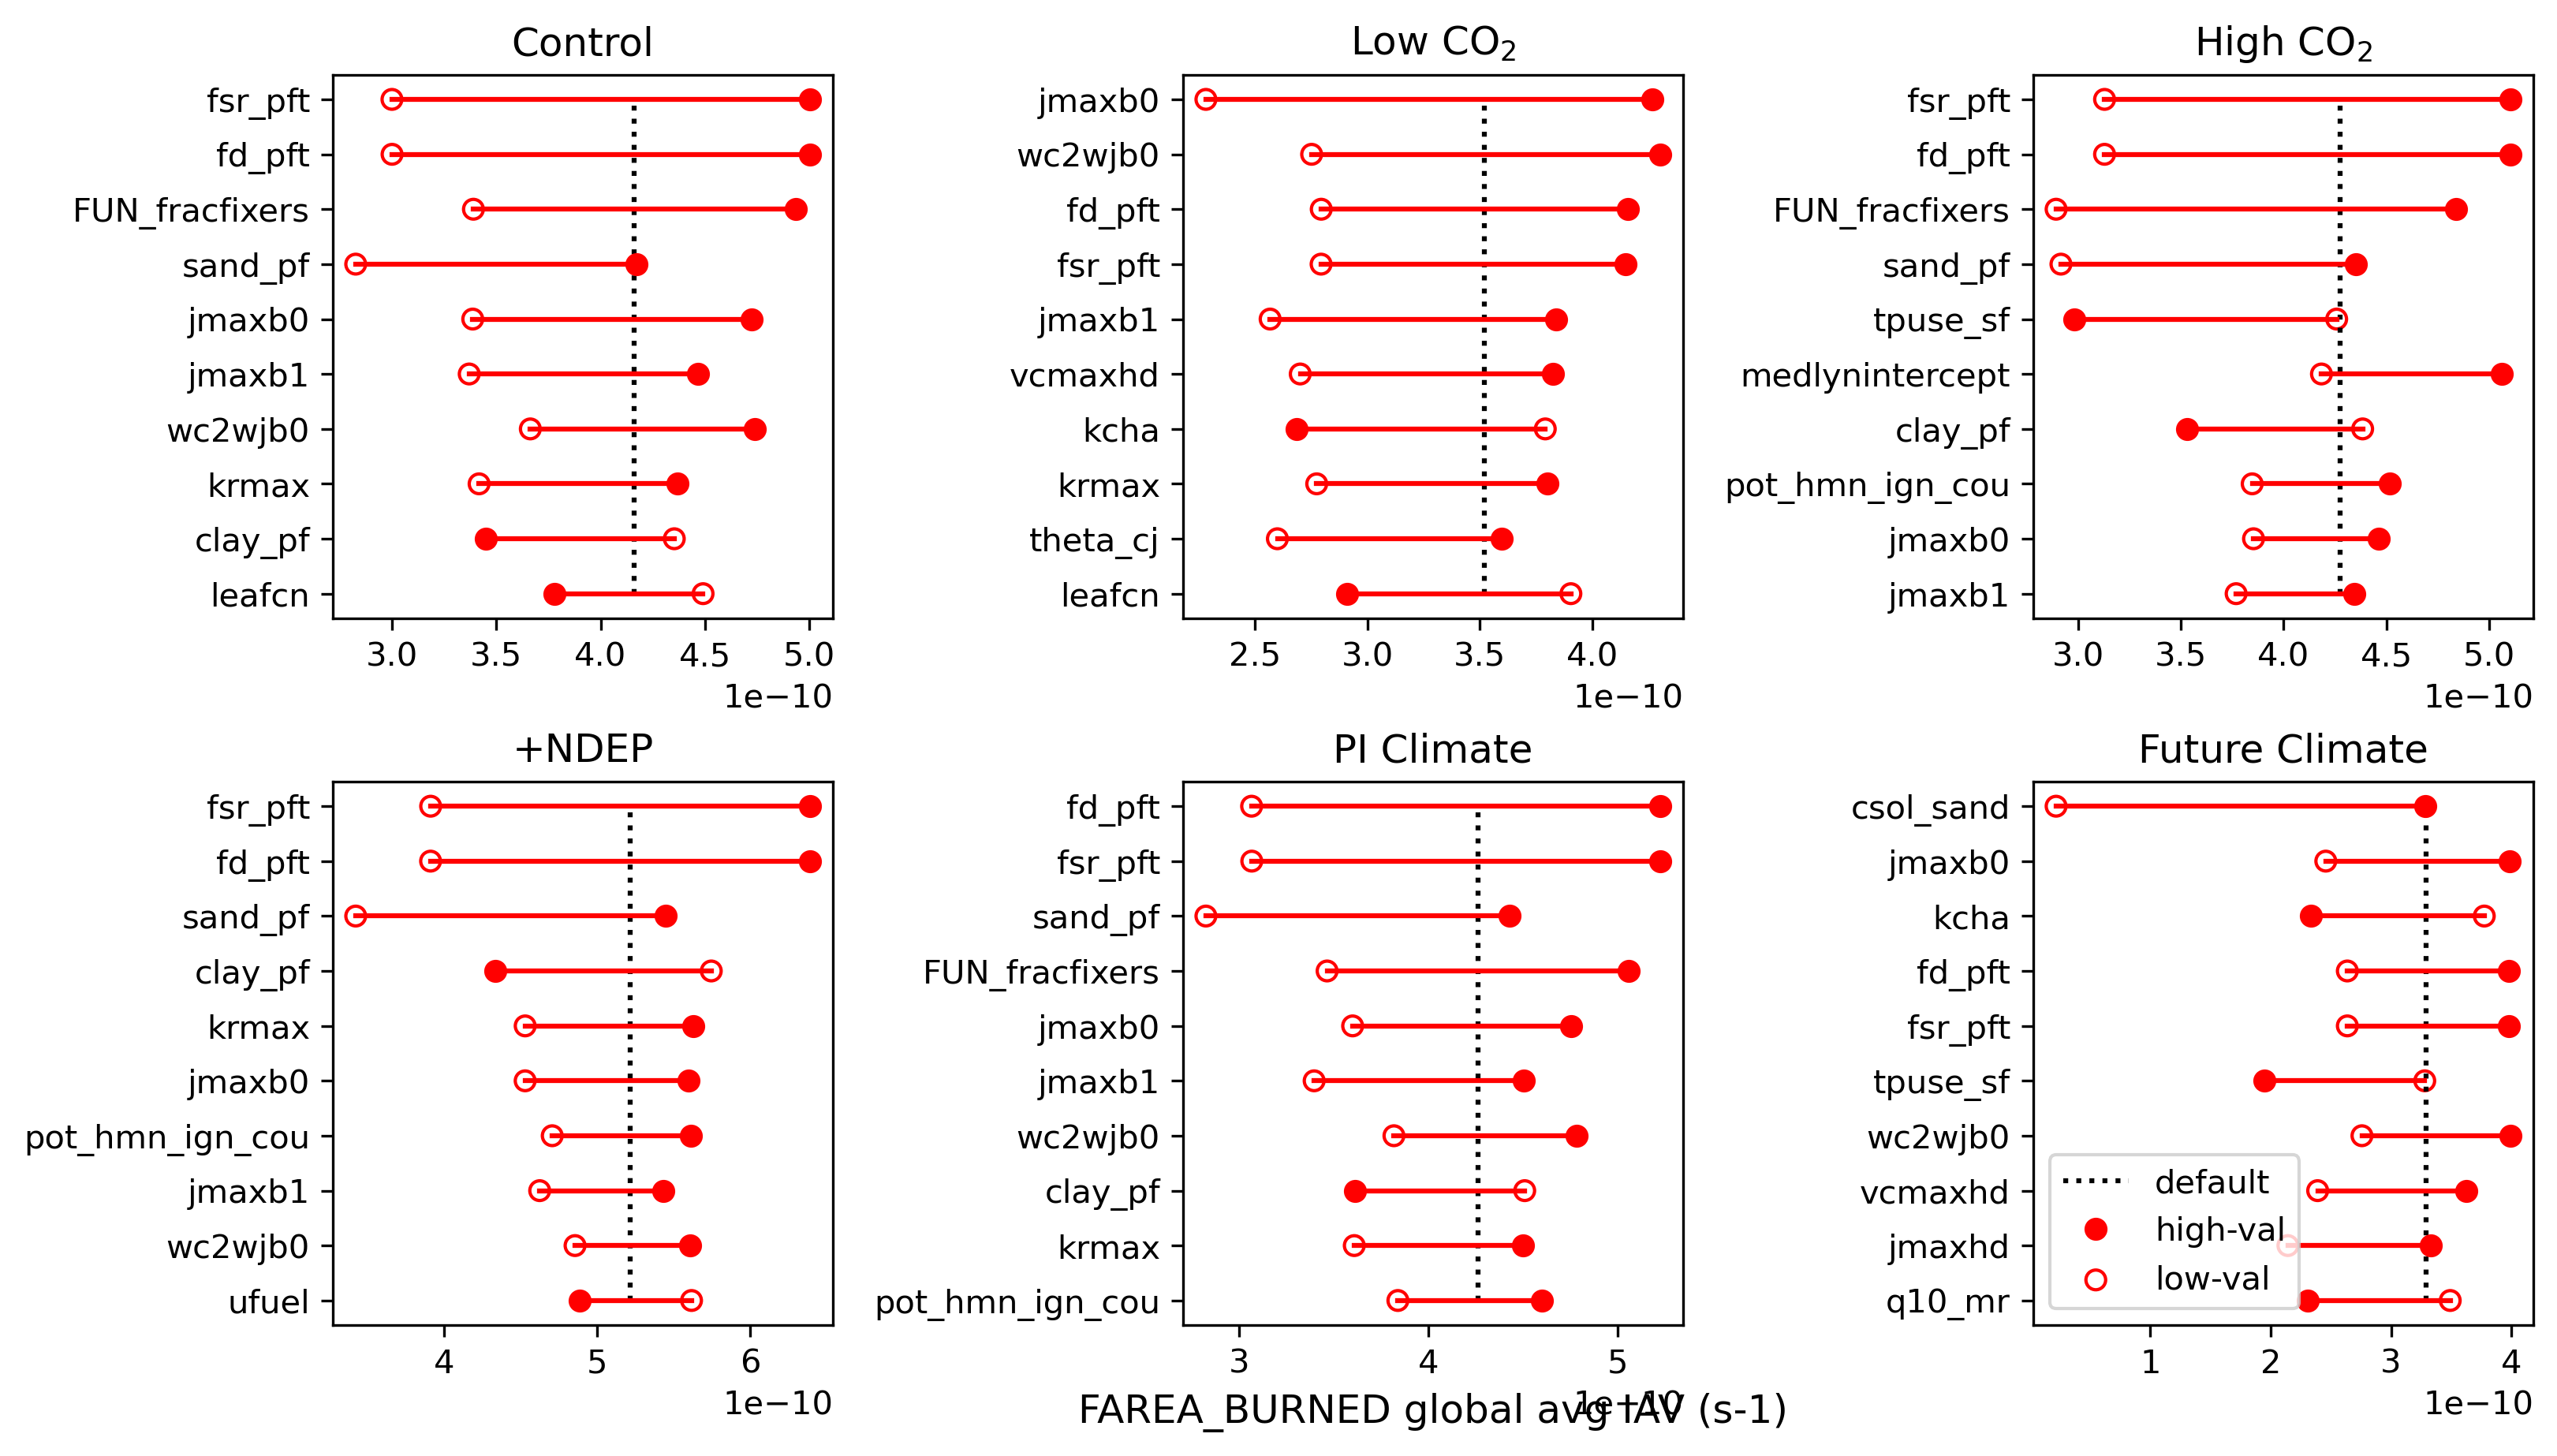 Control
fsr_pft
fd_pft
FUN_fracfixers
sand_pf
jmaxb0
jmaxb1
wc2wjb0
krmax
clay_pf
leafcn
3.0 3.5 4.0 4.5 5.0
1e−10
Low CO₂
jmaxb0
wc2wjb0
fd_pft
fsr_pft
jmaxb1
vcmaxhd
kcha
krmax
theta_cj
leafcn
2.5 3.0 3.5 4.0
1e−10
High CO₂
fsr_pft
fd_pft
FUN_fracfixers
sand_pf
tpuse_sf
medlynintercept
clay_pf
pot_hmn_ign_cou
jmaxb0
jmaxb1
3.0 3.5 4.0 4.5 5.0
1e−10
+NDEP
fsr_pft
fd_pft
sand_pf
clay_pf
krmax
jmaxb0
pot_hmn_ign_cou
jmaxb1
wc2wjb0
ufuel
4 5 6
1e−10
PI Climate
fd_pft
fsr_pft
sand_pf
FUN_fracfixers
jmaxb0
jmaxb1
wc2wjb0
clay_pf
krmax
pot_hmn_ign_cou
3 4 5
1e−10
Future Climate
csol_sand
jmaxb0
kcha
fd_pft
fsr_pft
tpuse_sf
wc2wjb0
vcmaxhd
jmaxhd
q10_mr
default
high-val
low-val
1 2 3 4
1e−10
FAREA_BURNED global avg IAV (s-1)